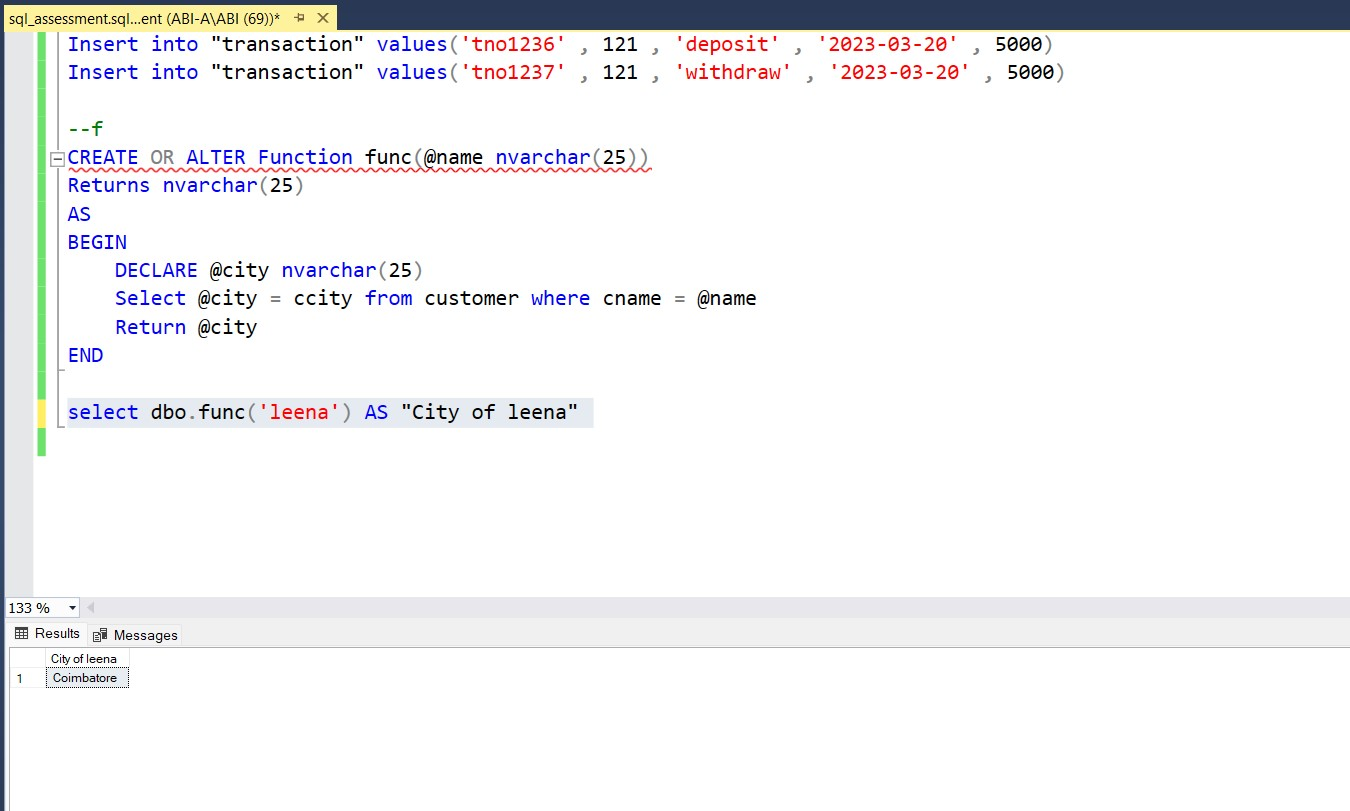 sql_assessment.sql...ent (ABI-A\ABI (69))*
Insert into "transaction" values('tno1236' , 121 , 'deposit' , '2023-03-20' , 5000)
Insert into "transaction" values('tno1237' , 121 , 'withdraw' , '2023-03-20' , 5000)
--f
CREATE OR ALTER Function func(@name nvarchar(25))
Returns nvarchar(25)
AS
BEGIN
DECLARE @city nvarchar(25)
Select @city = ccity from customer where cname = @name
Return @city
END
select dbo.func('leena') AS "City of leena"
133 %
Results Messages
City of leena
1 Coimbatore